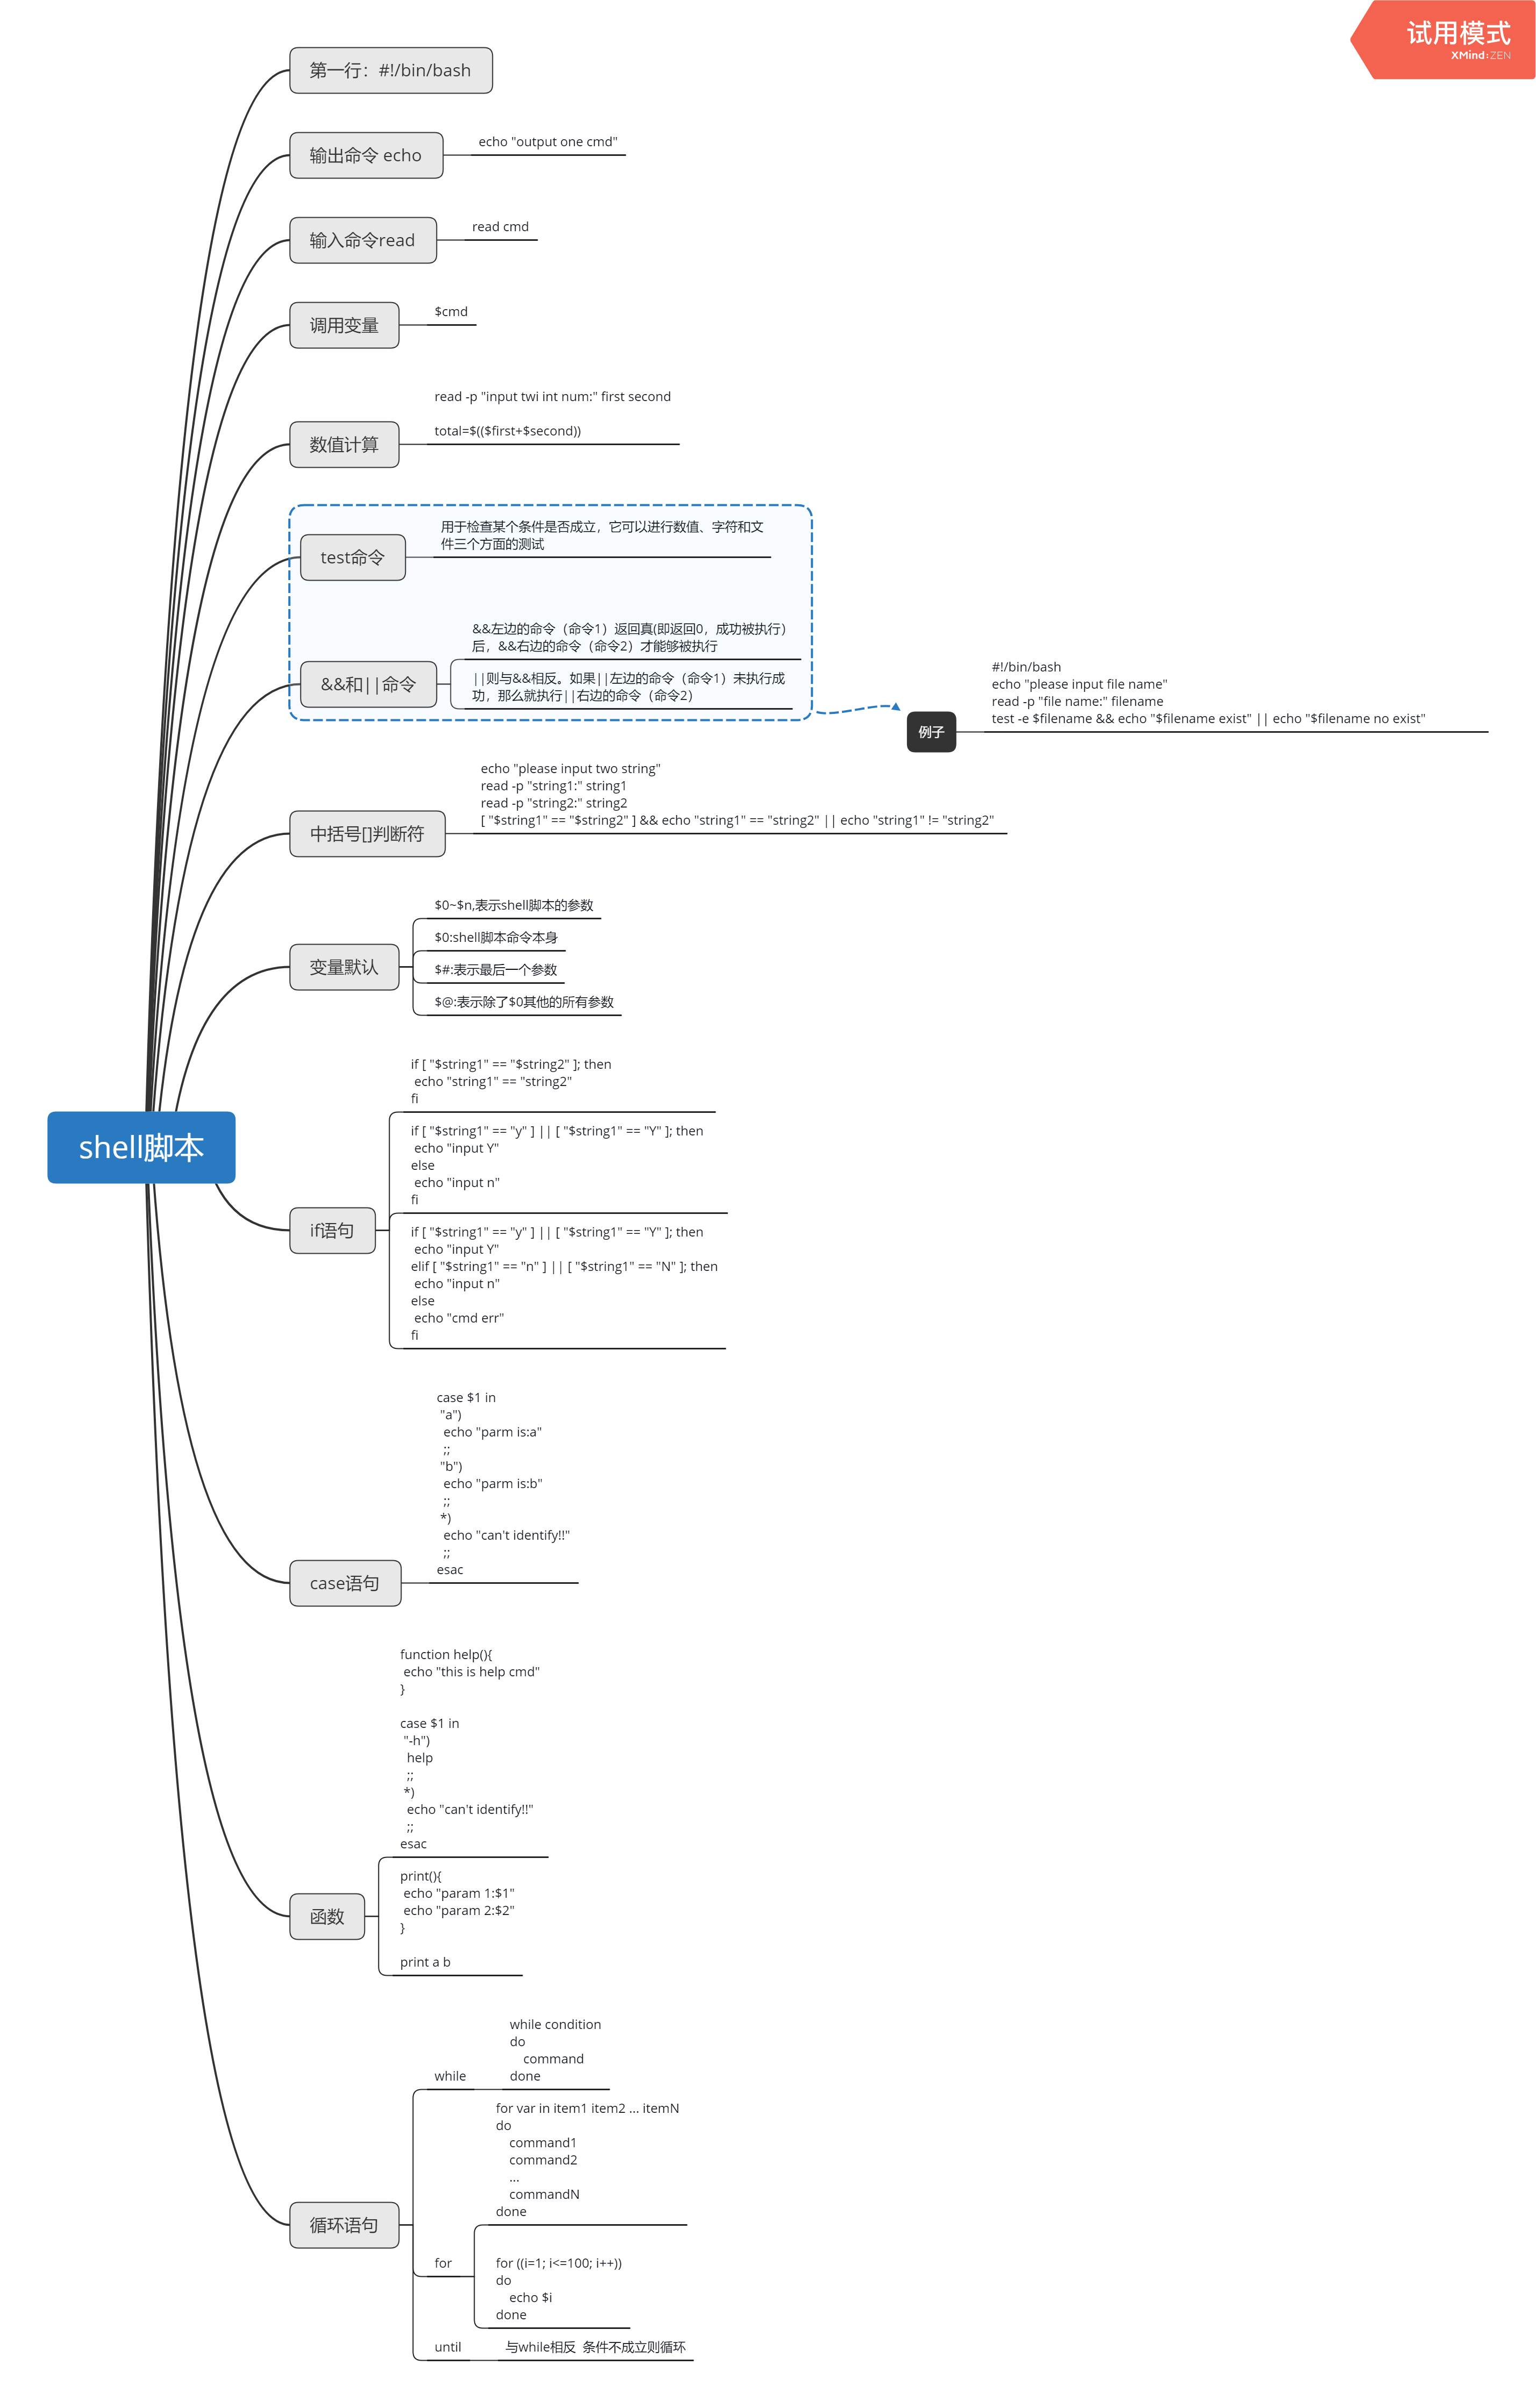 试用模式
XMind:ZEN
第一行：#!/bin/bash
输出命令 echo
echo "output one cmd"
输入命令read
read cmd
调用变量
$cmd
数值计算
read -p "input twi int num:" first second
total=$(($first+$second))
test命令
用于检查某个条件是否成立，它可以进行数值、字符和文
件三个方面的测试
&&和||命令
&&左边的命令（命令1）返回真(即返回0，成功被执行）
后，&&右边的命令（命令2）才能够被执行
||则与&&相反。如果||左边的命令（命令1）未执行成
功，那么就执行||右边的命令（命令2）
例子
#!/bin/bash
echo "please input file name"
read -p "file name:" filename
test -e $filename && echo "$filename exist" || echo "$filename no exist"
中括号[]判断符
echo "please input two string"
read -p "string1:" string1
read -p "string2:" string2
[ "$string1" == "$string2" ] && echo "string1" == "string2" || echo "string1" != "string2"
变量默认
$0~$n,表示shell脚本的参数
$0:shell脚本命令本身
$#:表示最后一个参数
$@:表示除了$0其他的所有参数
shell脚本
if语句
if [ "$string1" == "$string2" ]; then
echo "string1" == "string2"
fi
if [ "$string1" == "y" ] || [ "$string1" == "Y" ]; then
echo "input Y"
else
echo "input n"
fi
if [ "$string1" == "y" ] || [ "$string1" == "Y" ]; then
echo "input Y"
elif [ "$string1" == "n" ] || [ "$string1" == "N" ]; then
echo "input n"
else
echo "cmd err"
fi
case语句
case $1 in
"a")
echo "parm is:a"
;;
"b")
echo "parm is:b"
;;
*)
echo "can't identify!!"
;;
esac
函数
function help(){
echo "this is help cmd"
}
case $1 in
"-h")
help
;;
*)
echo "can't identify!!"
;;
esac
print(){
echo "param 1:$1"
echo "param 2:$2"
}
print a b
循环语句
while
while condition
do
command
done
for
for var in item1 item2 ... itemN
do
command1
command2
...
commandN
done
for ((i=1; i<=100; i++))
do
echo $i
done
until
与while相反 条件不成立则循环